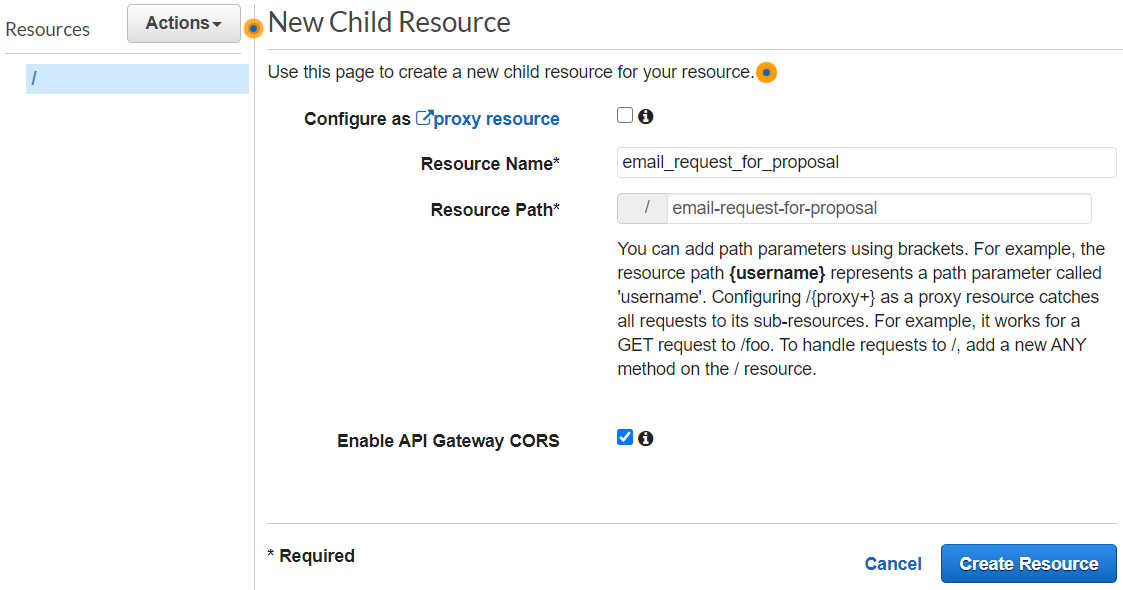 Resources
Actions
/
New Child Resource
Use this page to create a new child resource for your resource.
Configure as proxy resource
Resource Name*
email_request_for_proposal
Resource Path*
/ email-request-for-proposal
You can add path parameters using brackets. For example, the
resource path {username} represents a path parameter called
'username'. Configuring /{proxy+} as a proxy resource catches
all requests to its sub-resources. For example, it works for a
GET request to /foo. To handle requests to /, add a new ANY
method on the / resource.
Enable API Gateway CORS
* Required
Cancel
Create Resource